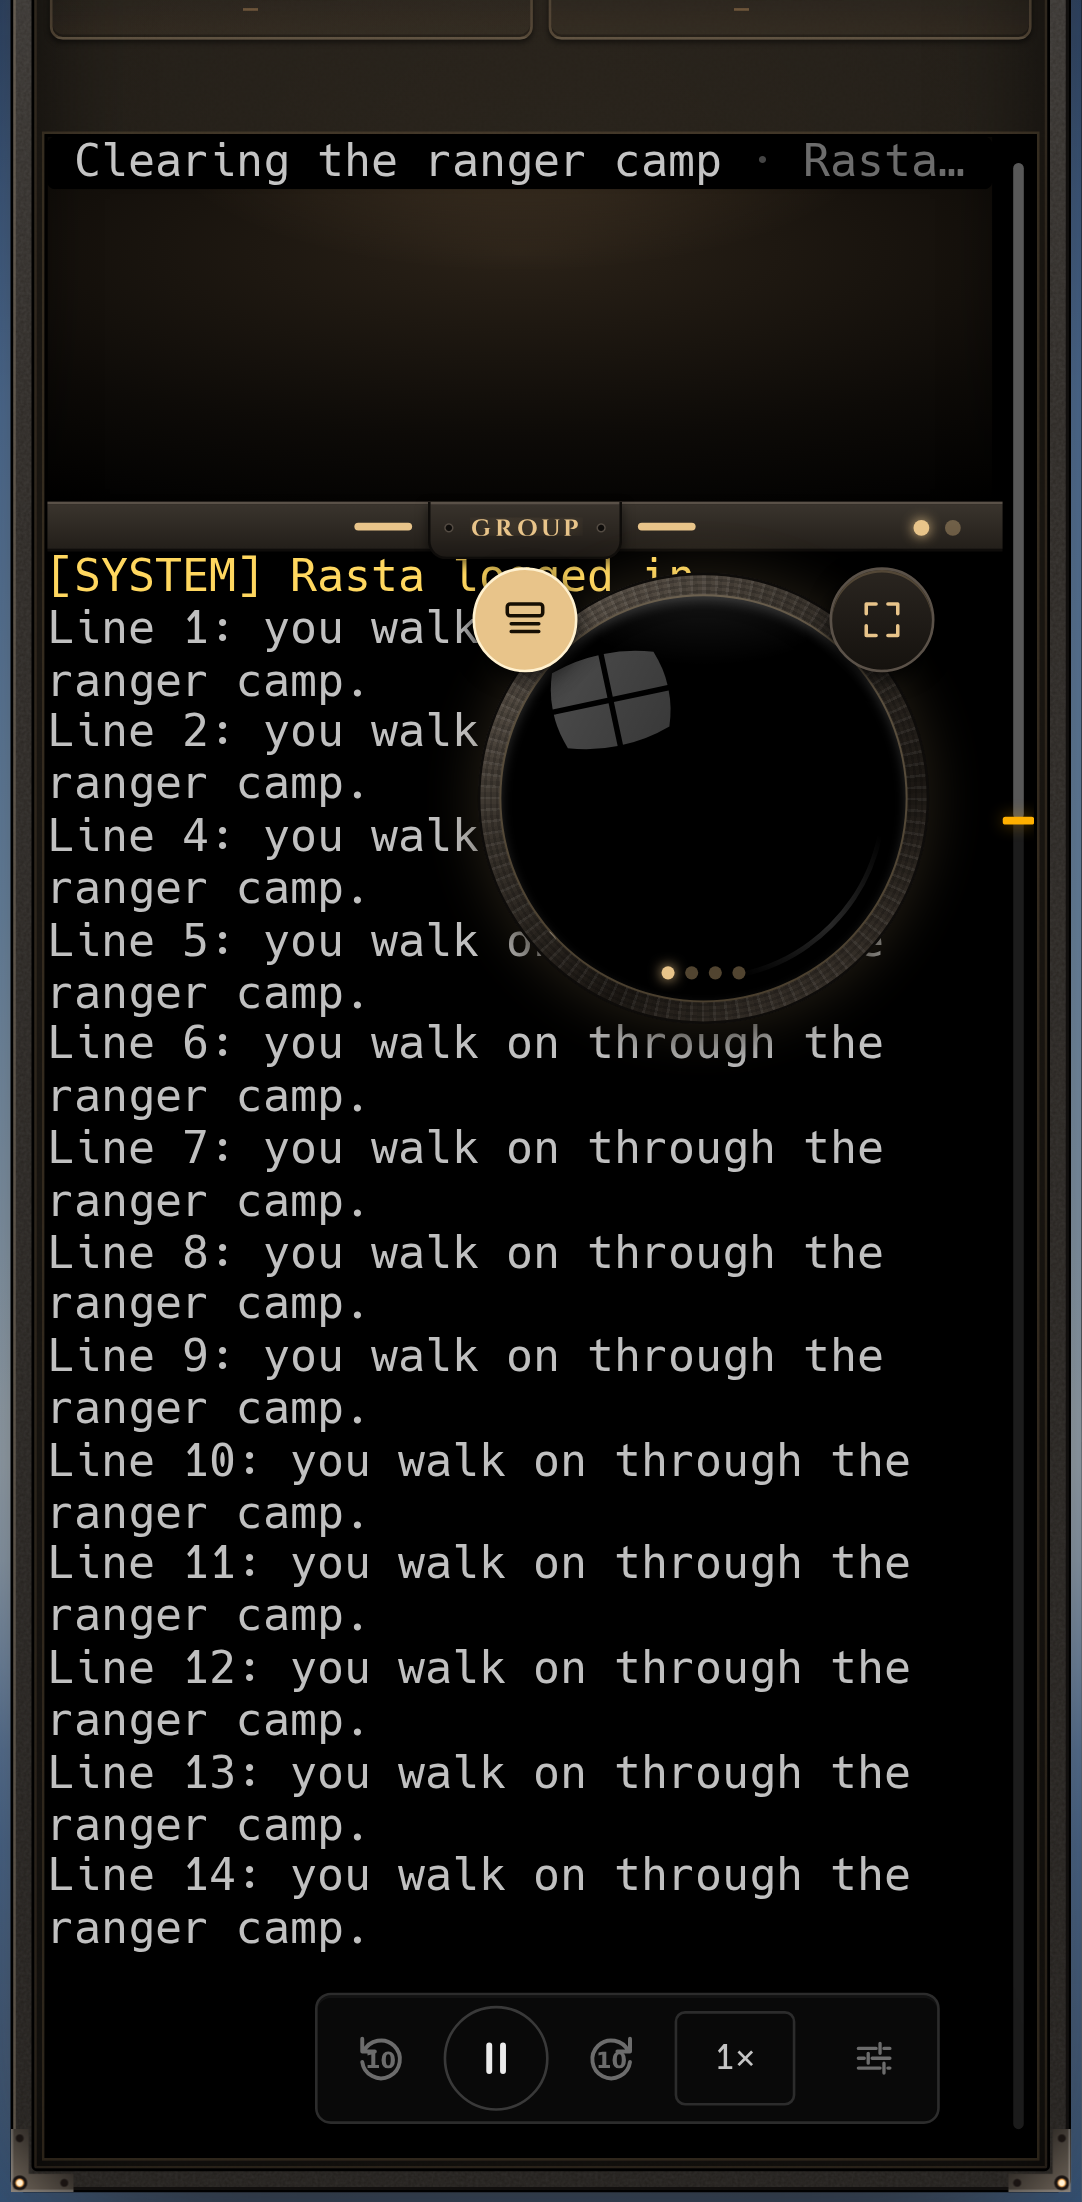 Clearing the ranger camp · Rasta…
GROUP
[SYSTEM] Rasta logged in
Line 1: you walk
ranger camp.
Line 2: you walk
ranger camp.
Line 4: you walk
ranger camp.
Line 5: you walk
ranger camp.
Line 6: you walk on through the
ranger camp.
Line 7: you walk on through the
ranger camp.
Line 8: you walk on through the
ranger camp.
Line 9: you walk on through the
ranger camp.
Line 10: you walk on through the
ranger camp.
Line 11: you walk on through the
ranger camp.
Line 12: you walk on through the
ranger camp.
Line 13: you walk on through the
ranger camp.
Line 14: you walk on through the
ranger camp.
10 10 1×